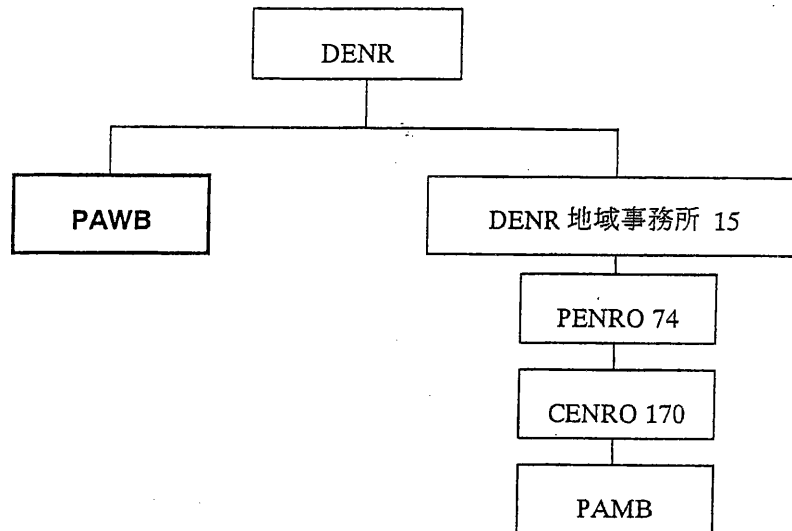 DENR
PAWB
DENR 地域事務所 15
PENRO 74
CENRO 170
PAMB